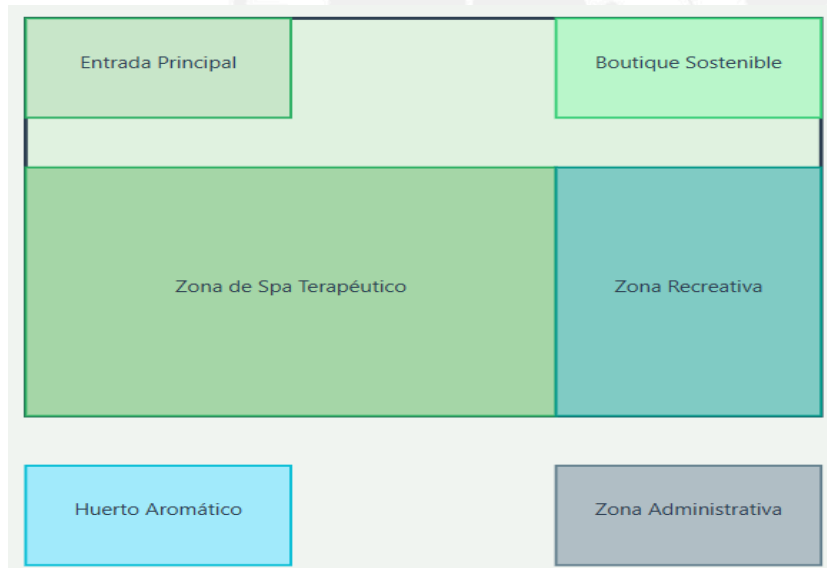 Entrada Principal
Boutique Sostenible
Zona de Spa Terapéutico
Zona Recreativa
Huerto Aromático
Zona Administrativa